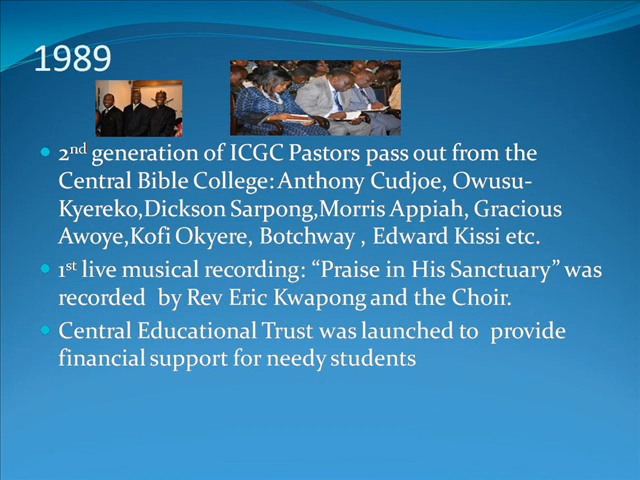 1989
2nd generation of ICGC Pastors pass out from the
Central Bible College: Anthony Cudjoe, Owusu-
Kyereko,Dickson Sarpong,Morris Appiah, Gracious
Awoye,Kofi Okyere, Botchway , Edward Kissi etc.
1st live musical recording: “Praise in His Sanctuary” was
recorded by Rev Eric Kwapong and the Choir.
Central Educational Trust was launched to provide
financial support for needy students